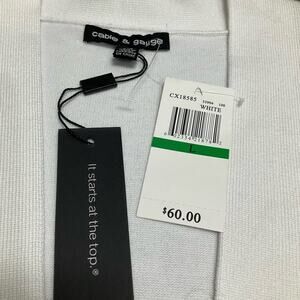 cable & gauge
CX18585
WHITE
L
$60.00
It starts at the top.®